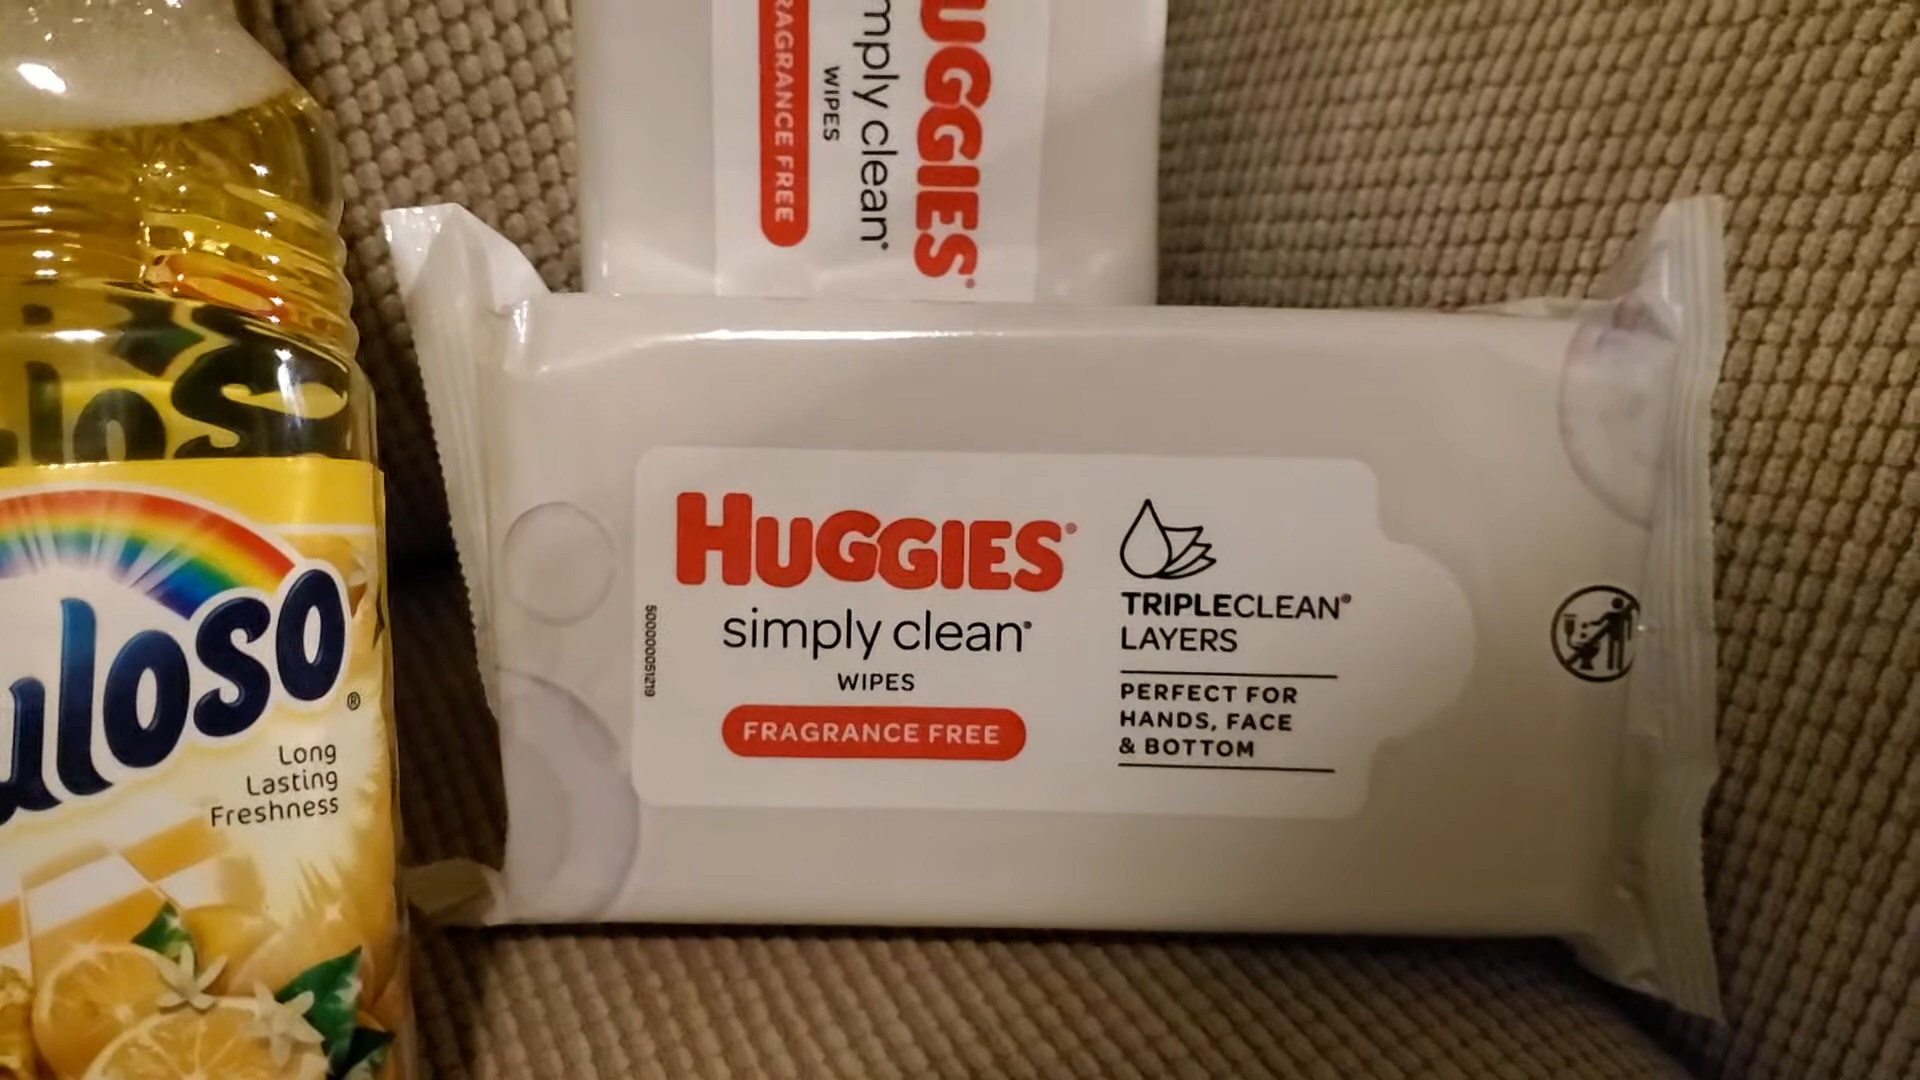 UGGIES®
mply clean®
WIPES
RAGRANCE FREE
loso
uloso®
Long
Lasting
Freshness
HUGGIES®
simply clean®
WIPES
FRAGRANCE FREE
TRIPLECLEAN®
LAYERS
PERFECT FOR
HANDS, FACE
& BOTTOM